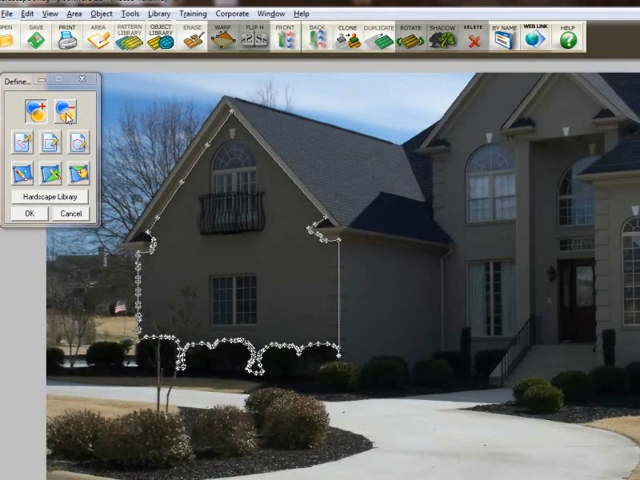 File Edit View Area Object Tools Library Training Corporate Window Help
OPEN SAVE PRINT AREA PATTERN LIBRARY OBJECT LIBRARY ERASE WARP FLIP H FRONT BACK CLONE DUPLICATE ROTATE SHADOW DELETE BY NAME WEB LINK HELP
Define...
Hardscape Library
OK Cancel